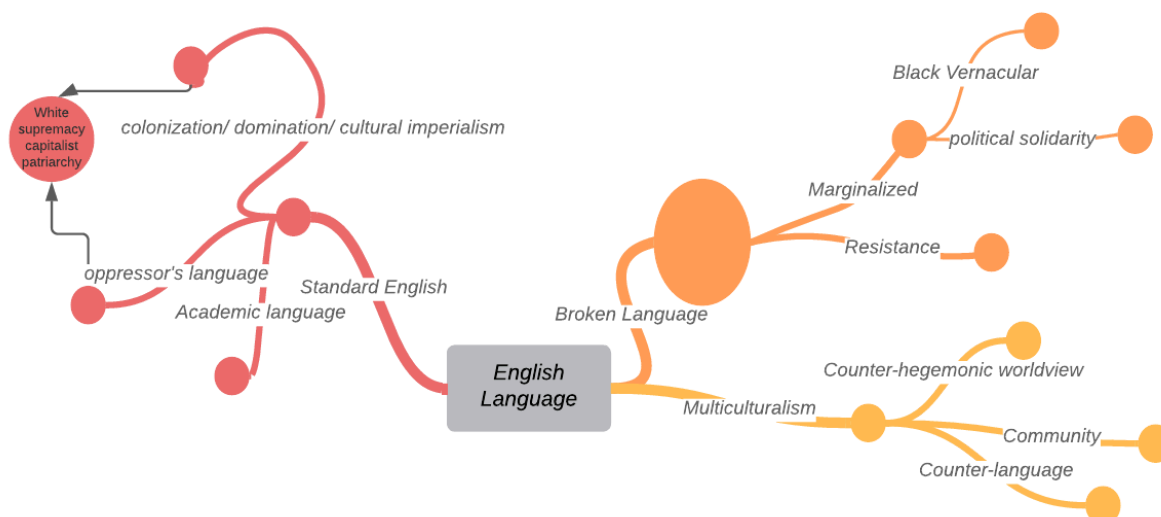 White
supremacy
capitalist
patriarchy
colonization/ domination/ cultural imperialism
oppressor's language
Academic language
Standard English
English
Language
Broken Language
Black Vernacular
political solidarity
Marginalized
Resistance
Multiculturalism
Counter-hegemonic worldview
Community
Counter-language